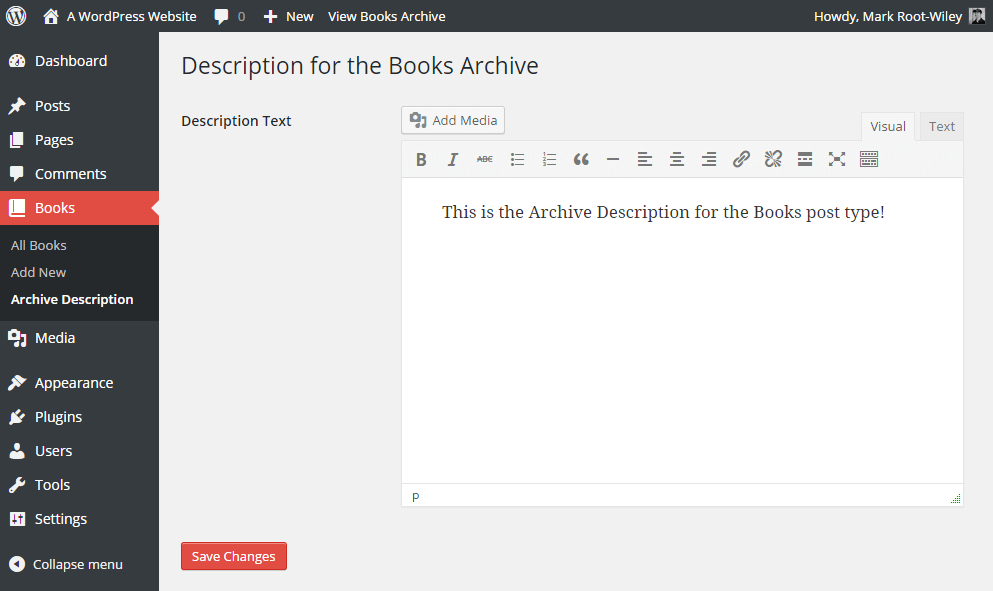 A WordPress Website 0 New View Books Archive Howdy, Mark Root-Wiley
Dashboard
Posts
Pages
Comments
Books
All Books
Add New
Archive Description
Media
Appearance
Plugins
Users
Tools
Settings
Collapse menu
Description for the Books Archive
Description Text
Add Media
Visual Text
B I ABC
This is the Archive Description for the Books post type!
p
Save Changes